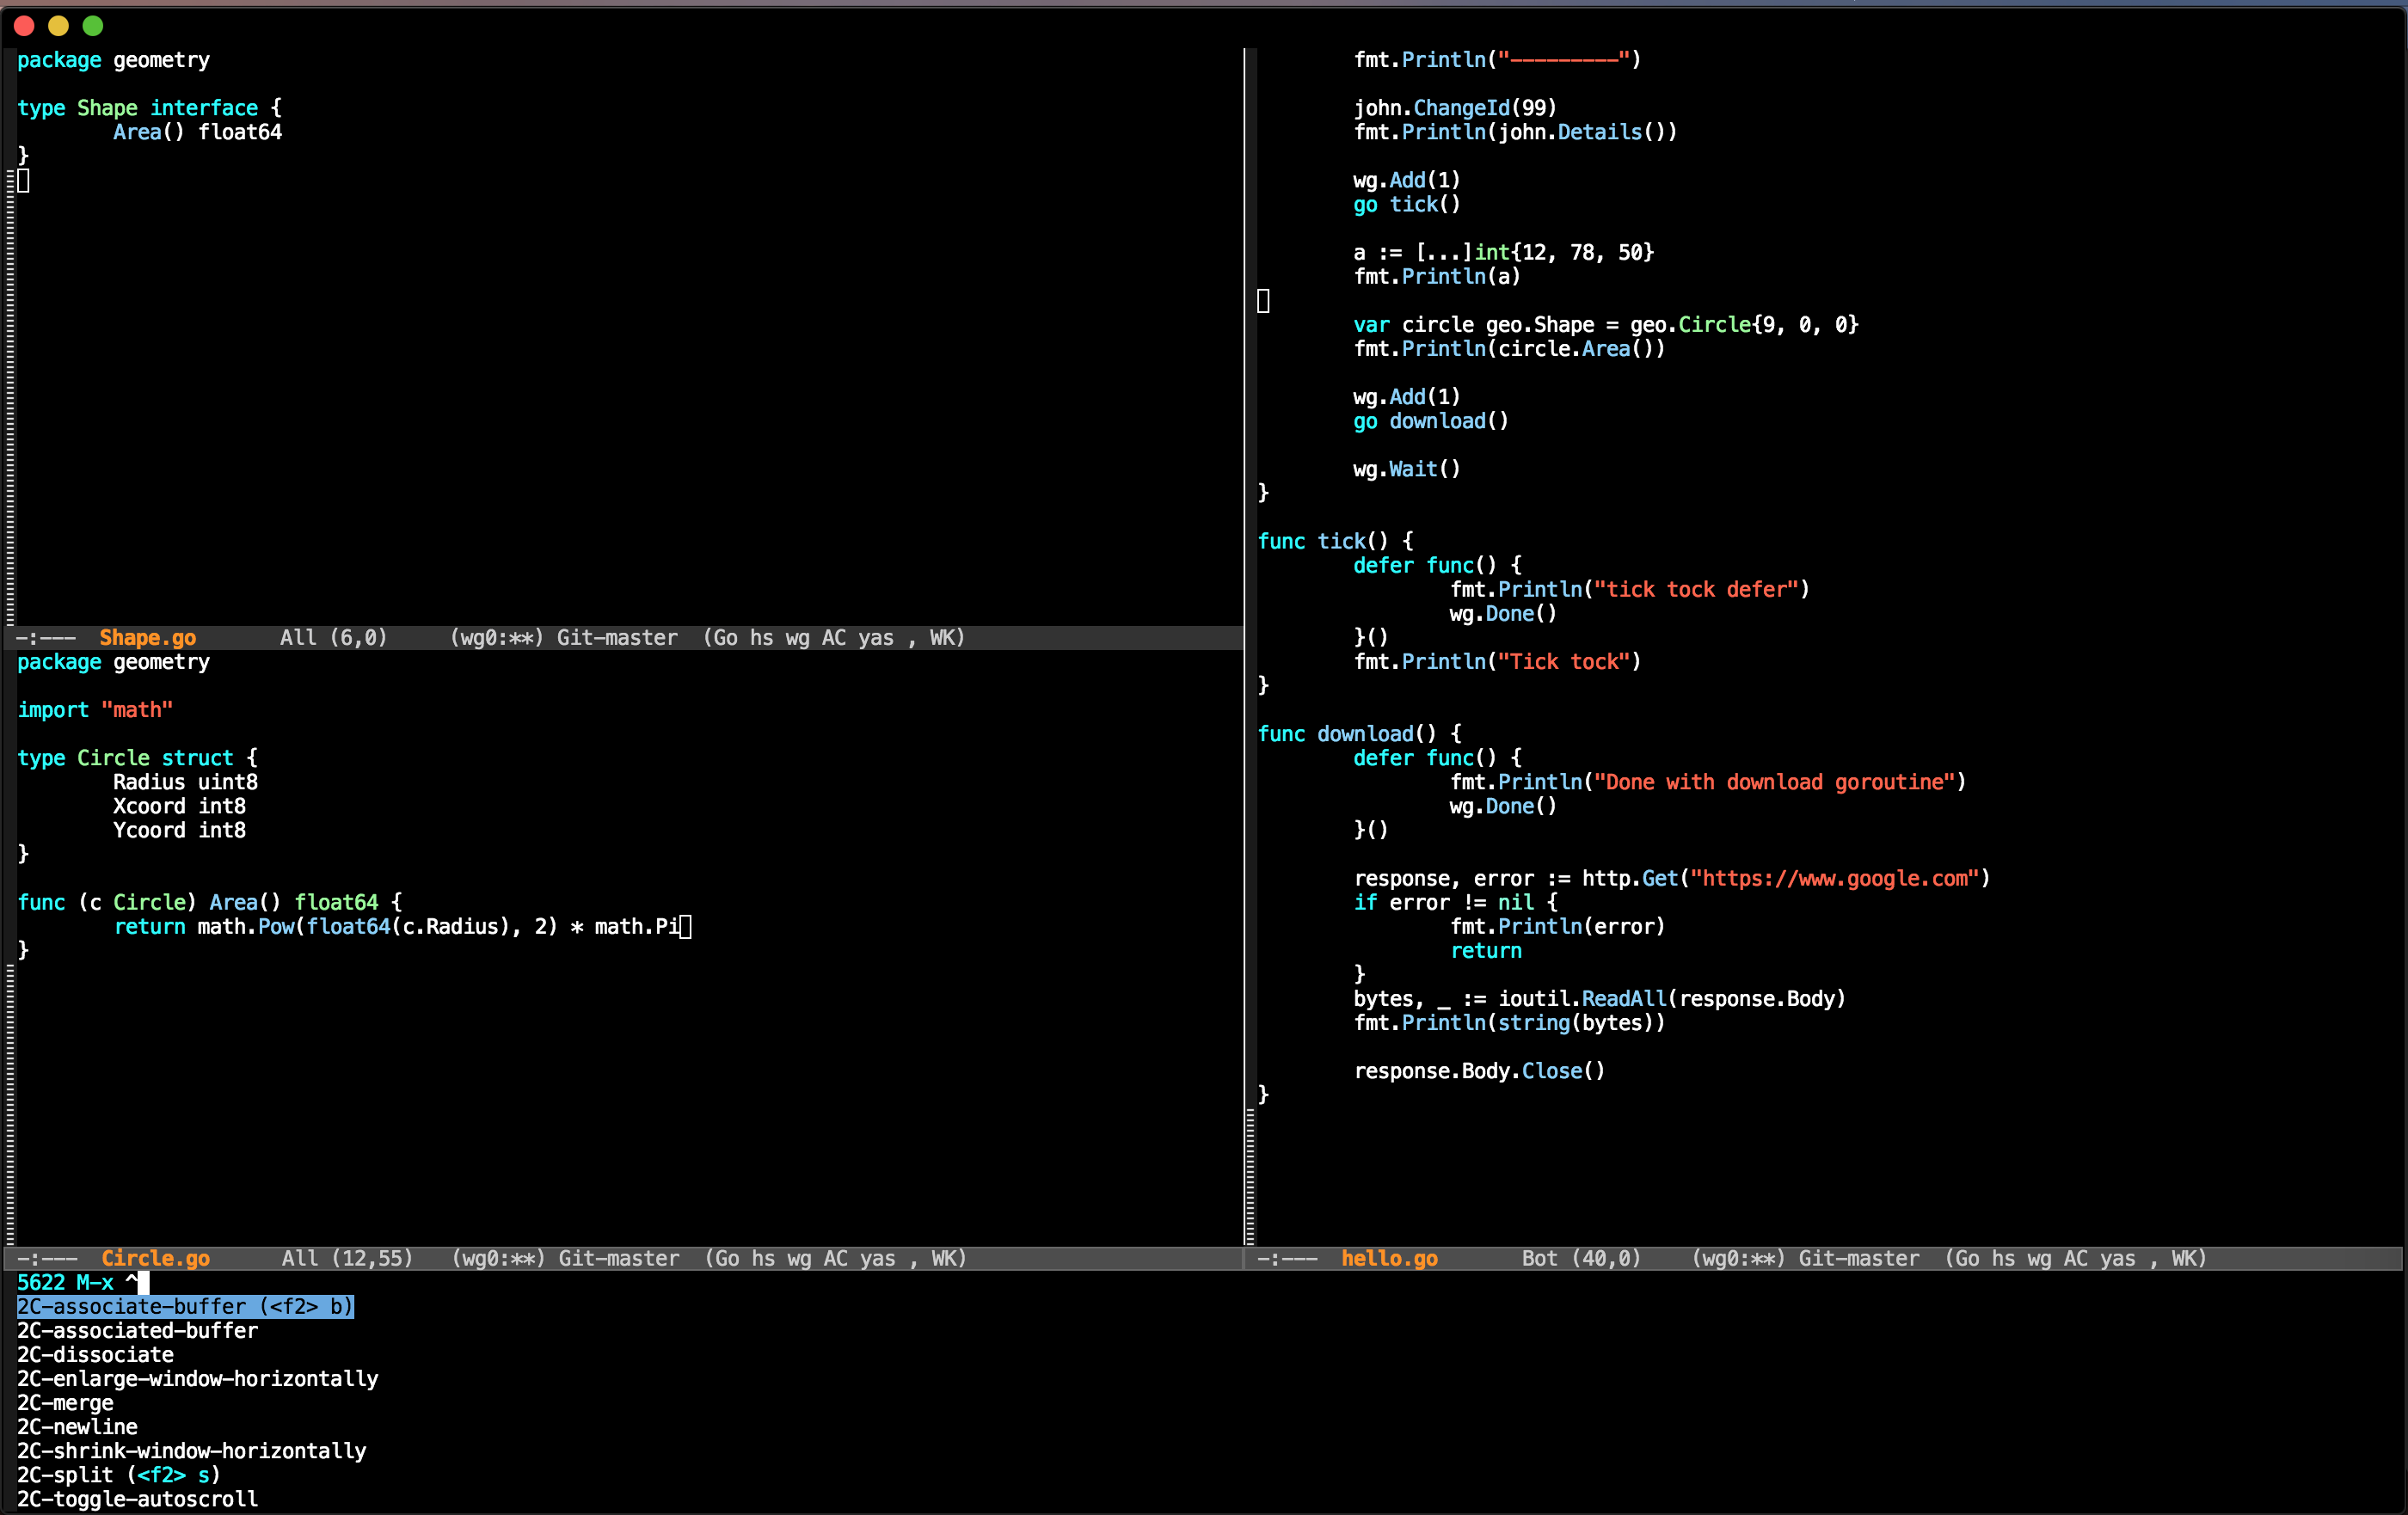 package geometry
type Shape interface {
        Area() float64
}
-:---  Shape.go       All (6,0)     (wg0:**) Git-master  (Go hs wg AC yas , WK)
package geometry
import "math"
type Circle struct {
        Radius uint8
        Xcoord int8
        Ycoord int8
}
func (c Circle) Area() float64 {
        return math.Pow(float64(c.Radius), 2) * math.Pi
}
-:---  Circle.go      All (12,55)   (wg0:**) Git-master  (Go hs wg AC yas , WK)
        fmt.Println("---------")
        john.ChangeId(99)
        fmt.Println(john.Details())
        wg.Add(1)
        go tick()
        a := [...]int{12, 78, 50}
        fmt.Println(a)
        var circle geo.Shape = geo.Circle{9, 0, 0}
        fmt.Println(circle.Area())
        wg.Add(1)
        go download()
        wg.Wait()
}
func tick() {
        defer func() {
                fmt.Println("tick tock defer")
                wg.Done()
        }()
        fmt.Println("Tick tock")
}
func download() {
        defer func() {
                fmt.Println("Done with download goroutine")
                wg.Done()
        }()
        response, error := http.Get("https://www.google.com")
        if error != nil {
                fmt.Println(error)
                return
        }
        bytes, _ := ioutil.ReadAll(response.Body)
        fmt.Println(string(bytes))
        response.Body.Close()
}
-:---  hello.go       Bot (40,0)    (wg0:**) Git-master  (Go hs wg AC yas , WK)
5622 M-x ^
2C-associate-buffer (<f2> b)
2C-associated-buffer
2C-dissociate
2C-enlarge-window-horizontally
2C-merge
2C-newline
2C-shrink-window-horizontally
2C-split (<f2> s)
2C-toggle-autoscroll